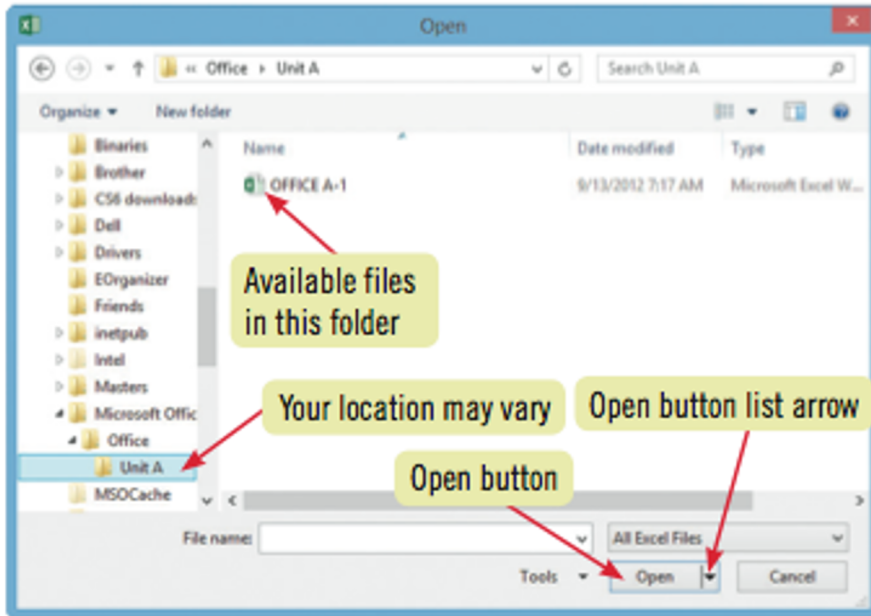 Open
« Office ▸ Unit A
Search Unit A
Organize
New folder
Name
Date modified
Type
OFFICE A-1
9/13/2012 7:17 AM
Microsoft Excel W...
Binaries
Brother
CS6 download:
Dell
Drivers
EOrganizer
Friends
inetpub
Intel
Masters
Microsoft Offic
Office
Unit A
MSOCache
Available files
in this folder
Your location may vary
Open button list arrow
Open button
File name:
All Excel Files
Tools
Open
Cancel